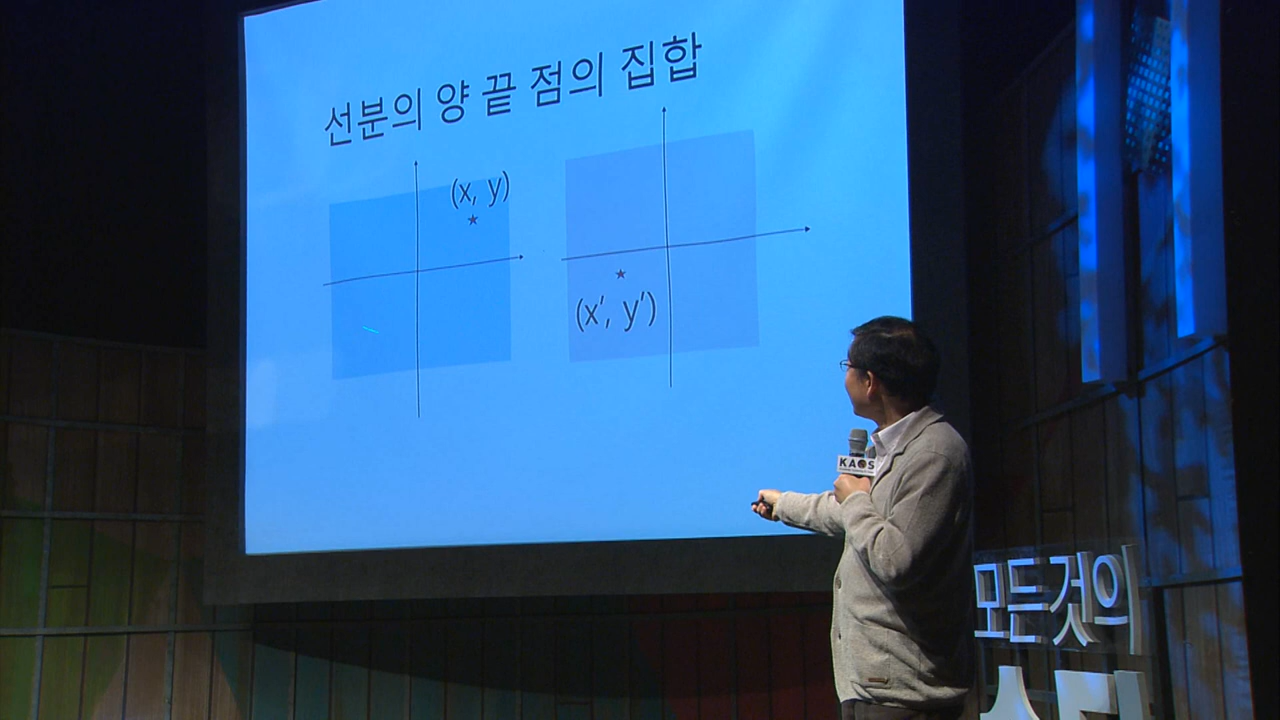 선분의 양 끝 점의 집합
(x, y)
(x′, y′)
KAOS
모든것의